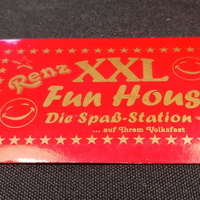 Renz XXL
Fun Hous
Die Spaß-Station
... auf Ihrem Volksfest